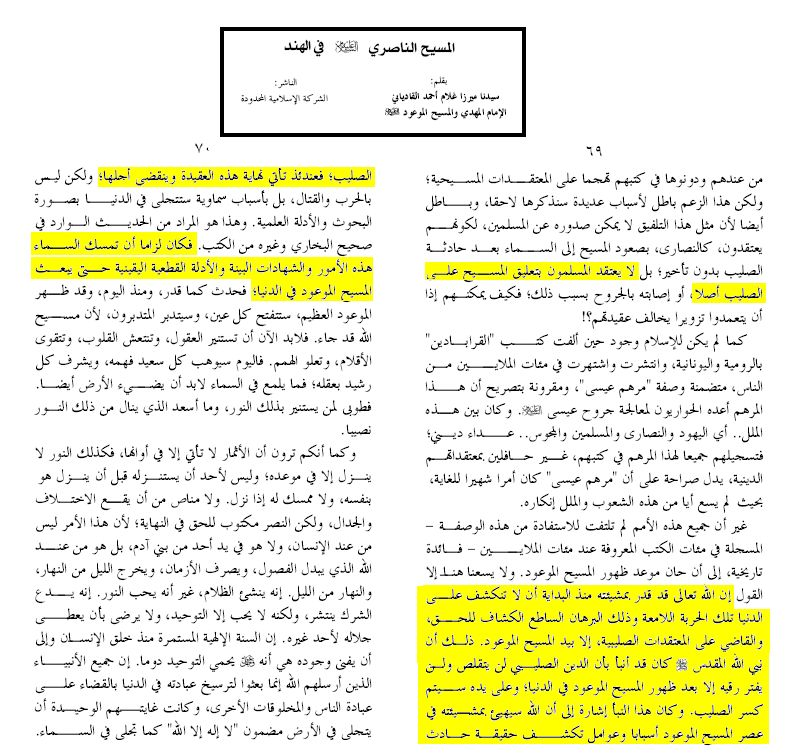 المسيح الناصري عليه السلام في الهند
بقلم:
سيدنا ميرزا غلام أحمد القادياني
الإمام المهدي والمسيح الموعود عليه السلام
الناشر:
الشركة الإسلامية المحدودة
٦٩
من عندهم ودونوها في كتبهم تهجما على المعتقدات المسيحية؛
ولكن هذا الزعم باطل لأسباب عديدة سنذكرها لاحقا، وباطل
أيضا لأن مثل هذا التلفيق لا يمكن صدوره عن المسلمين، لكونهم
يعتقدون، كالنصارى، بصعود المسيح إلى السماء بعد حادثة
الصليب بدون تأخير؛ بل لا يعتقد المسلمون بتعليق المسيح على
الصليب أصلا، أو إصابته بالجروح بسبب ذلك؛ فكيف يمكنهم إذا
أن يتعمدوا تزويرا يخالف عقيدتهم؟!
كما لم يكن للإسلام وجود حين ألفت كتب "القرابادين"
بالرومية واليونانية، وانتشرت واشتهرت في مئات الملايين من
الناس، متضمنة وصفة "مرهم عيسى"، ومقرونة بتصريح أن هذا
المرهم أعده الحواريون لمعالجة جروح عيسى عليه السلام. وكان بين هذه
الملل.. أي اليهود والنصارى والمسلمين والمجوس.. عداء ديني؛
فتسجيلهم جميعا لهذا المرهم في كتبهم، غير حافلين بمعتقداتهم
الدينية، يدل صراحة على أن "مرهم عيسى" كان أمرا شهيرا للغاية،
بحيث لم يسع أيا من هذه الشعوب والملل إنكاره.
غير أن جميع هذه الأمم لم تلتفت للاستفادة من هذه الوصفة –
المسجلة في مئات الكتب المعروفة عند مئات الملايين – فائدة
تاريخية، إلى أن حان موعد ظهور المسيح الموعود. ولا يسعنا هنا إلا
القول إن الله تعالى قد قدر بمشيئته منذ البداية أن لا تنكشف على
الدنيا تلك الحربة اللامعة وذلك البرهان الساطع الكشاف للحق،
والقاضي على المعتقدات الصليبية، إلا بيد المسيح الموعود. ذلك أن
نبي الله المقدس ﷺ كان قد أنبأ بأن الدين الصليبي لن يتقلص ولن
يفتر رقيه إلا بعد ظهور المسيح الموعود في الدنيا؛ وعلى يده سيتم
كسر الصليب. وكان هذا النبأ إشارة إلى أن الله سيهيئ بمشيئته في
عصر المسيح الموعود أسبابا وعوامل تكشف حقيقة حادث
٧٠
الصليب؛ فعندئذ تأتي نهاية هذه العقيدة وينقضي أجلها؛ ولكن ليس
بالحرب والقتال، بل بأسباب سماوية ستتجلى في الدنيا بصورة
البحوث والأدلة العلمية. وهذا هو المراد من الحديث الوارد في
صحيح البخاري وغيره من الكتب. فكان لزاما أن تمسك السماء
هذه الأمور والشهادات البينة والأدلة القطعية اليقينية حتى يبعث
المسيح الموعود في الدنيا؛ فحدث كما قدر، ومنذ اليوم، وقد ظهر
الموعود العظيم، ستتفتح كل عين، وسيتدبر المتدبرون، لأن مسيح
الله قد جاء. فلابد الآن أن تستنير العقول، وتنتعش القلوب، وتتقوى
الأقلام، وتعلو الهمم. فاليوم سيوهب كل سعيد فهمه، ويشرف كل
رشيد بعقله؛ فما يلمع في السماء لابد أن يضيء الأرض أيضا.
فطوبى لمن يستنير بذلك النور، وما أسعد الذي ينال من ذلك النور
نصيبا.
وكما أنكم ترون أن الأثمار لا تأتي إلا في أوانها، فكذلك النور لا
ينزل إلا في موعده؛ وليس لأحد أن يستنزله قبل أن ينزل هو
بنفسه، ولا ممسك له إذا نزل. ولا مناص من أن يقع الاختلاف
والجدال، ولكن النصر مكتوب للحق في النهاية؛ لأن هذا الأمر ليس
من عند الإنسان، ولا هو في يد أحد من بني آدم، بل هو من عند
الله الذي يبدل الفصول، ويصرف الأزمان، ويخرج الليل من النهار،
والنهار من الليل. إنه ينشئ الظلام، غير أنه يحب النور. إنه يدع
الشرك ينتشر، ولكنه لا يحب إلا التوحيد، ولا يرضى بأن يعطى
جلاله لأحد غيره. إن السنة الإلهية المستمرة منذ خلق الإنسان وإلى
أن يفنى وجوده هي أنه ﷻ يحمي التوحيد دوما. إن جميع الأنبياء
الذين أرسلهم الله إنما بعثوا لترسيخ عبادته في الدنيا بالقضاء على
عبادة الناس والمخلوقات الأخرى، وكانت غايتهم الوحيدة أن
يتجلى في الأرض مضمون "لا إله إلا الله" كما تجلى في السماء.